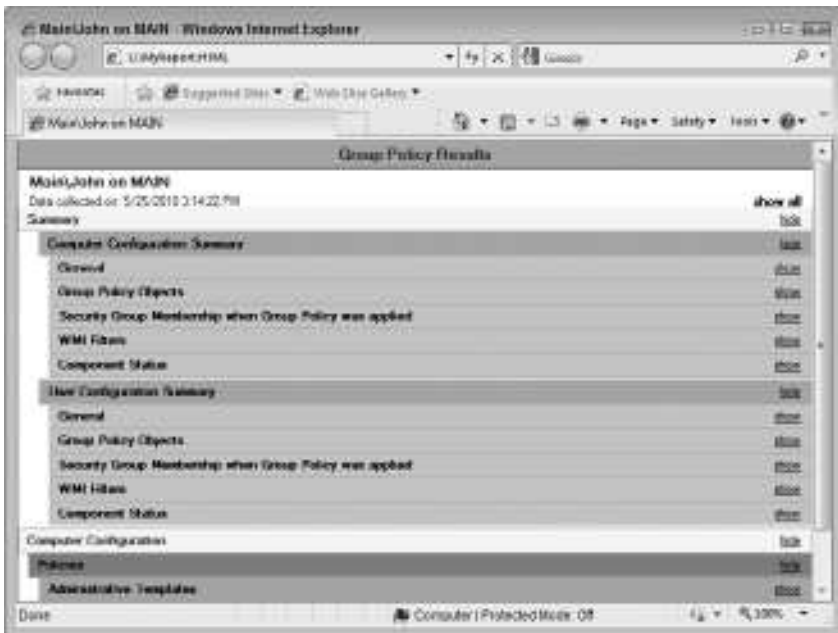 Main\John on MAIN - Windows Internet Explorer
U:\MyReport.HTML
Google
Favorites Suggested Sites Web Slice Gallery
Main\John on MAIN
Page Safety Tools
Group Policy Results
Main\John on MAIN
Data collected on: 5/25/2010 3:14:22 PM show all
Summary hide
Computer Configuration Summary hide
General show
Group Policy Objects show
Security Group Membership when Group Policy was applied show
WMI Filters show
Component Status show
User Configuration Summary hide
General show
Group Policy Objects show
Security Group Membership when Group Policy was applied show
WMI Filters show
Component Status show
Computer Configuration hide
Policies hide
Administrative Templates show
Done Computer | Protected Mode: Off 100%